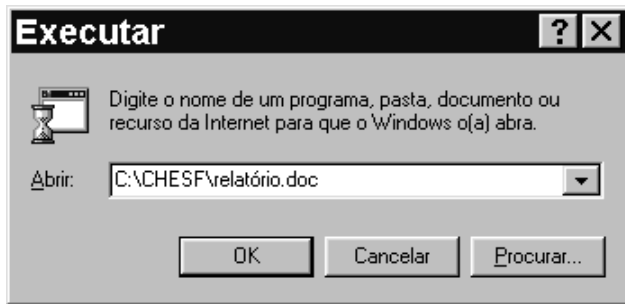 Executar
Digite o nome de um programa, pasta, documento ou
recurso da Internet para que o Windows o(a) abra.
Abrir: C:\CHESF\relatório.doc
OK Cancelar Procurar...